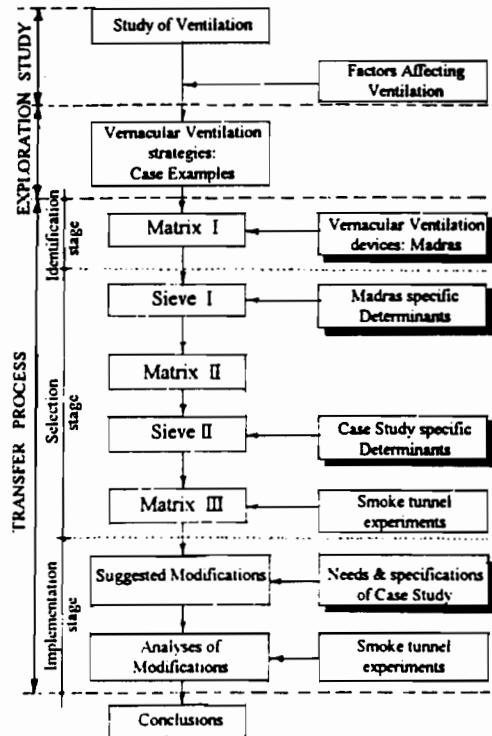 EXPLORATION STUDY
Study of Ventilation
Factors Affecting
Ventilation
Vernacular Ventilation
strategies:
Case Examples
TRANSFER PROCESS
Identification
stage
Matrix I
Vernacular Ventilation
devices: Madras
Selection
stage
Sieve I
Madras specific
Determinants
Matrix II
Sieve II
Case Study specific
Determinants
Matrix III
Smoke tunnel
experiments
Implementation
stage
Suggested Modifications
Needs & specifications
of Case Study
Analyses of
Modifications
Smoke tunnel
experiments
Conclusions